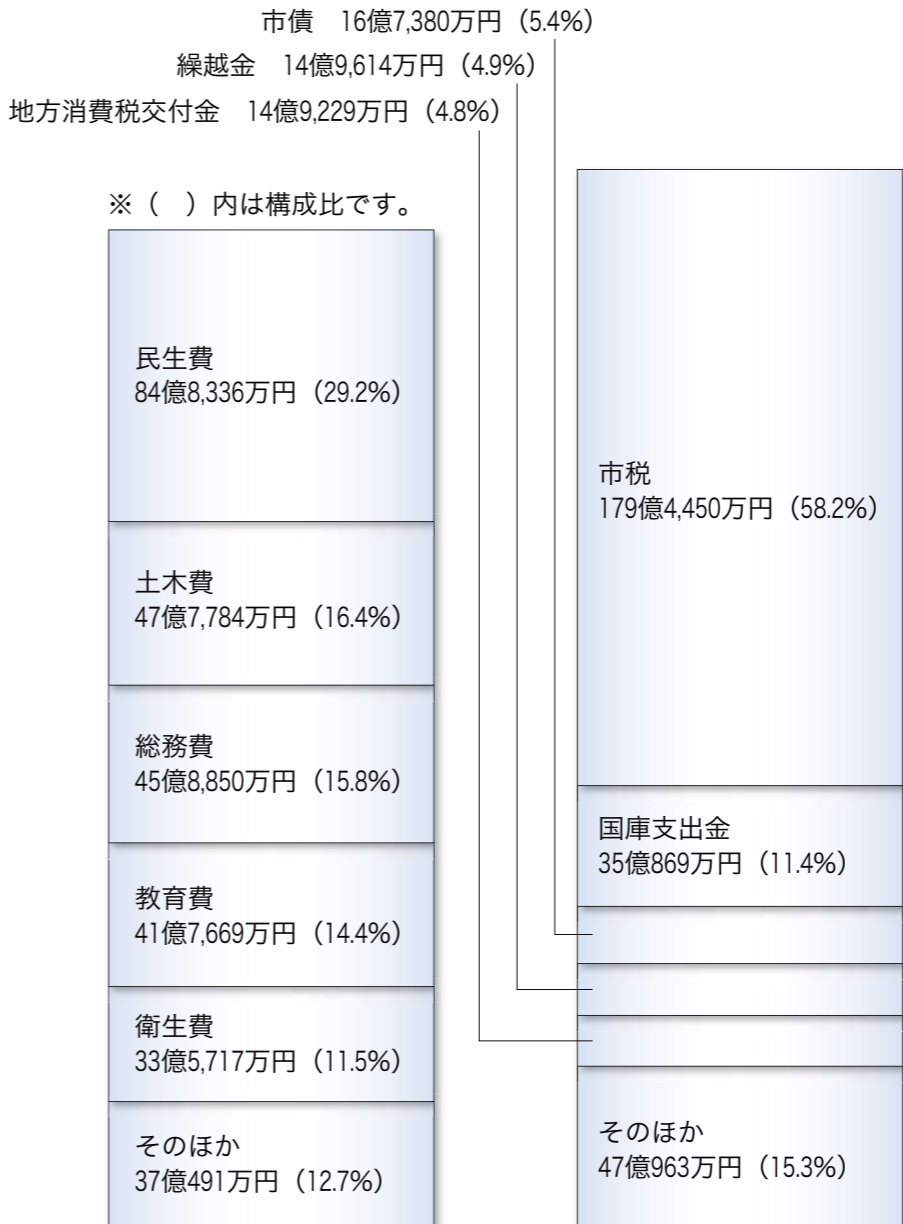 市債　16億7,380万円（5.4%）
繰越金　14億9,614万円（4.9%）
地方消費税交付金　14億9,229万円（4.8%）
※（　）内は構成比です。
民生費
84億8,336万円（29.2%）
土木費
47億7,784万円（16.4%）
総務費
45億8,850万円（15.8%）
教育費
41億7,669万円（14.4%）
衛生費
33億5,717万円（11.5%）
そのほか
37億491万円（12.7%）
市税
179億4,450万円（58.2%）
国庫支出金
35億869万円（11.4%）
そのほか
47億963万円（15.3%）